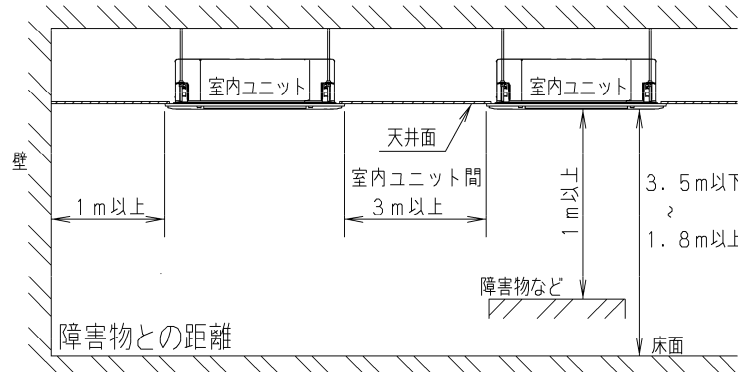 室内ユニット
室内ユニット
天井面
壁
室内ユニット間
1m以上
3m以上
1m以上
3.5m以下
~
1.8m以上
障害物など
障害物との距離
床面